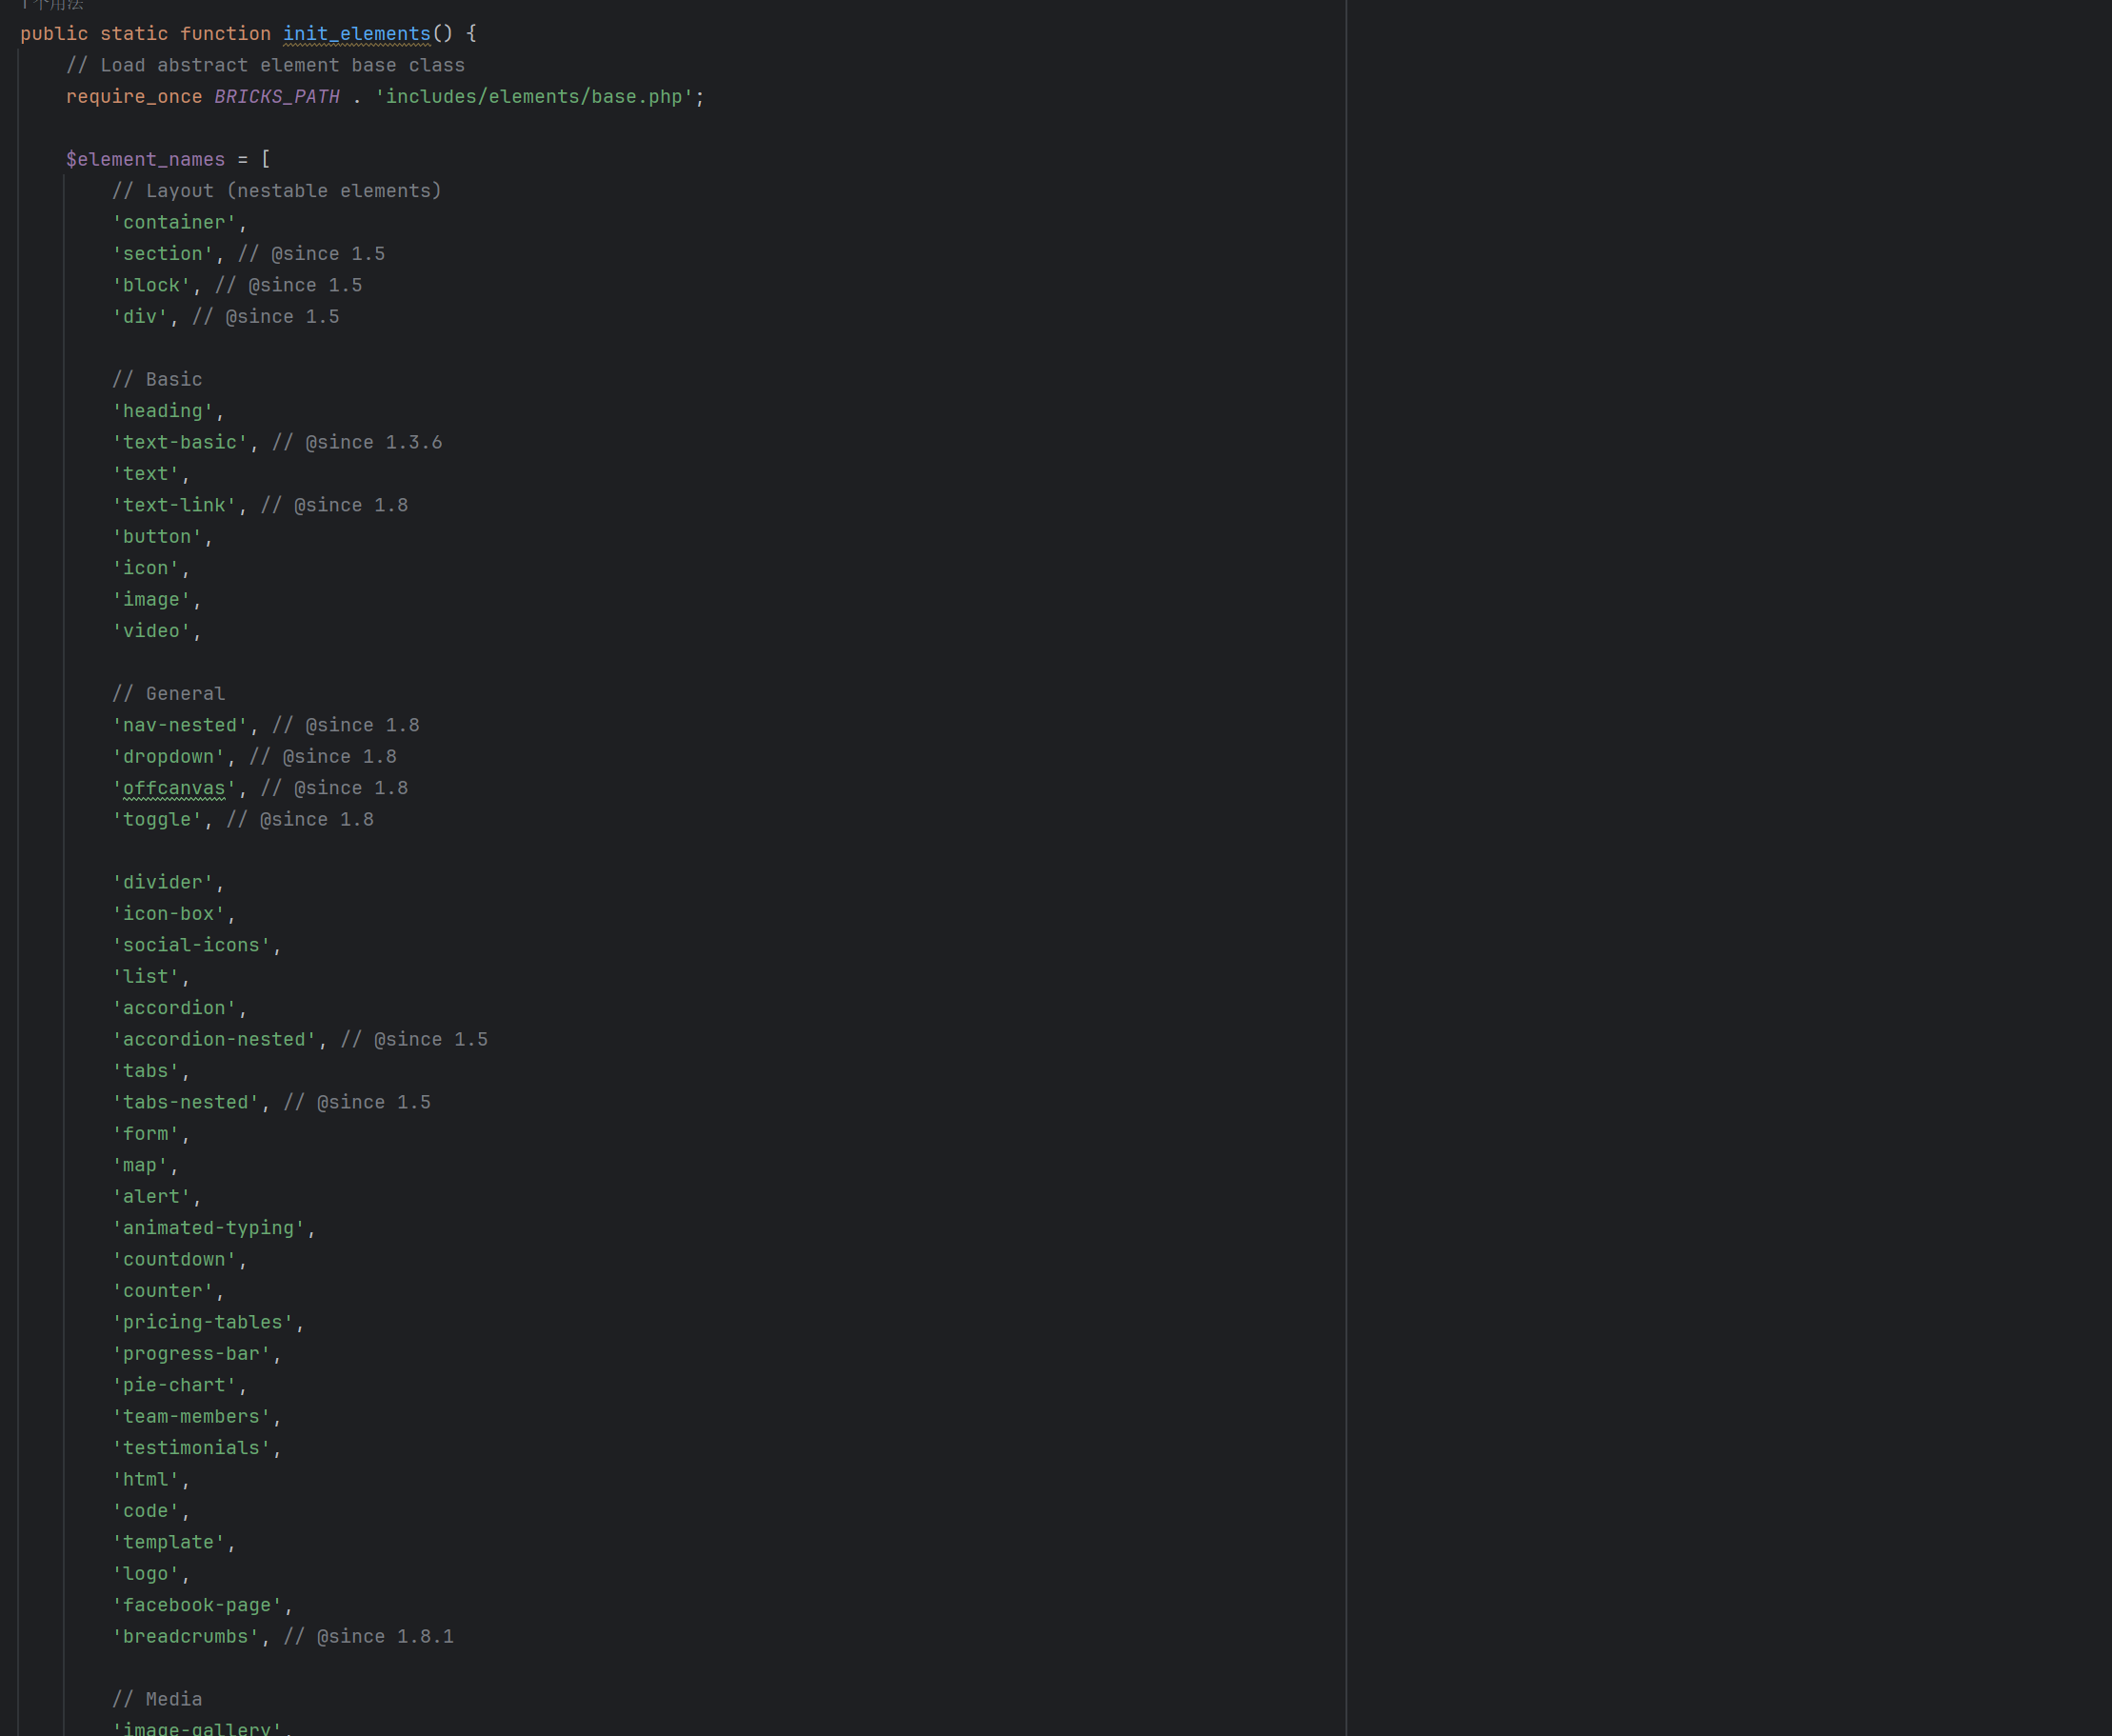 1个用法
public static function init_elements() {
// Load abstract element base class
require_once BRICKS_PATH . 'includes/elements/base.php';
$element_names = [
// Layout (nestable elements)
'container',
'section', // @since 1.5
'block', // @since 1.5
'div', // @since 1.5
// Basic
'heading',
'text-basic', // @since 1.3.6
'text',
'text-link', // @since 1.8
'button',
'icon',
'image',
'video',
// General
'nav-nested', // @since 1.8
'dropdown', // @since 1.8
'offcanvas', // @since 1.8
'toggle', // @since 1.8
'divider',
'icon-box',
'social-icons',
'list',
'accordion',
'accordion-nested', // @since 1.5
'tabs',
'tabs-nested', // @since 1.5
'form',
'map',
'alert',
'animated-typing',
'countdown',
'counter',
'pricing-tables',
'progress-bar',
'pie-chart',
'team-members',
'testimonials',
'html',
'code',
'template',
'logo',
'facebook-page',
'breadcrumbs', // @since 1.8.1
// Media
'image-gallery',